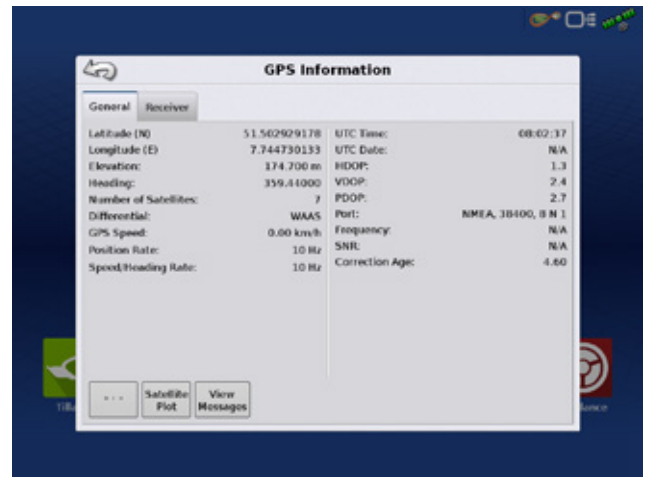 GPS Information
General Receiver
Latitude (N) 51.502929178
Longitude (E) 7.744730133
Elevation: 174.700 m
Heading: 359.44000
Number of Satellites: 7
Differential: WAAS
GPS Speed: 0.00 km/h
Position Rate: 10 Hz
Speed/Heading Rate: 10 Hz
UTC Time: 08:02:37
UTC Date: N/A
HDOP: 1.3
VDOP: 2.4
PDOP: 2.7
Port: NMEA, 38400, 8 N 1
Frequency: N/A
SNR: N/A
Correction Age: 4.60
. . .
Satellite
Plot
View
Messages
Tilla
ance